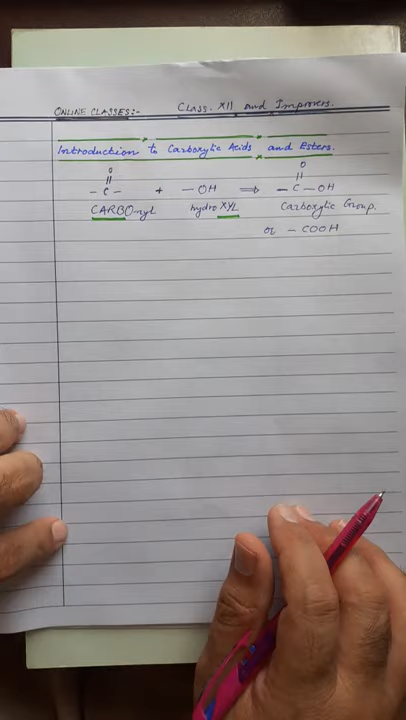 ONLINE CLASSES:- CLASS. XII and Improvers.
Introduction to Carboxylic Acids and Esters.
O O
|| ||
- C - + - OH ⇒ - C - OH
CARBOnyl hydroXYL Carboxylic Group.
or - COOH